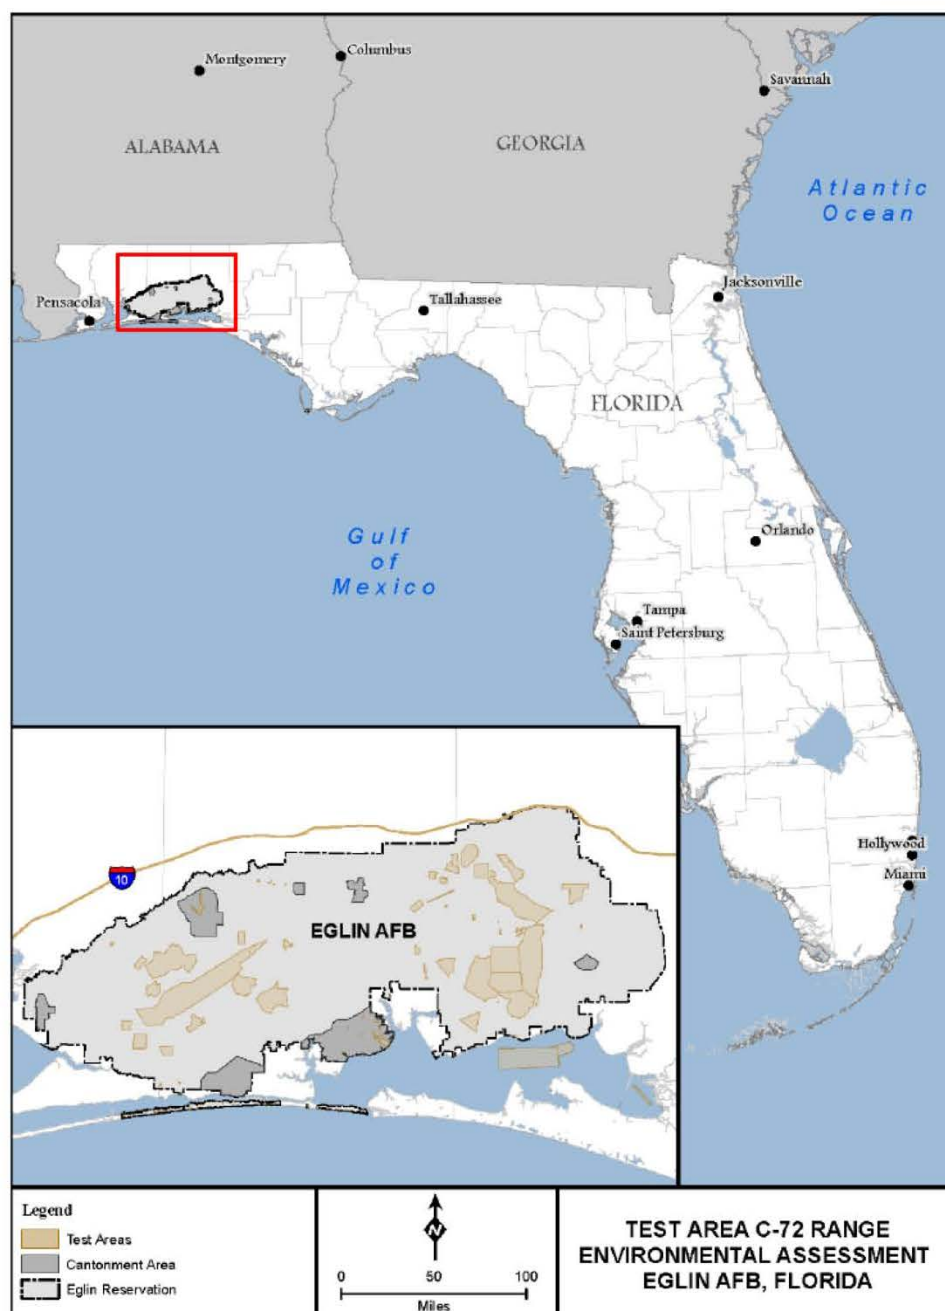 Montgomery
Columbus
Savannah
ALABAMA
GEORGIA
Atlantic
Ocean
Pensacola
Tallahassee
Jacksonville
FLORIDA
Gulf
of
Mexico
Orlando
Tampa
Saint Petersburg
Hollywood
Miami
10
EGLIN AFB
Legend
Test Areas
Cantonment Area
Eglin Reservation
N
0 50 100
Miles
TEST AREA C-72 RANGE
ENVIRONMENTAL ASSESSMENT
EGLIN AFB, FLORIDA